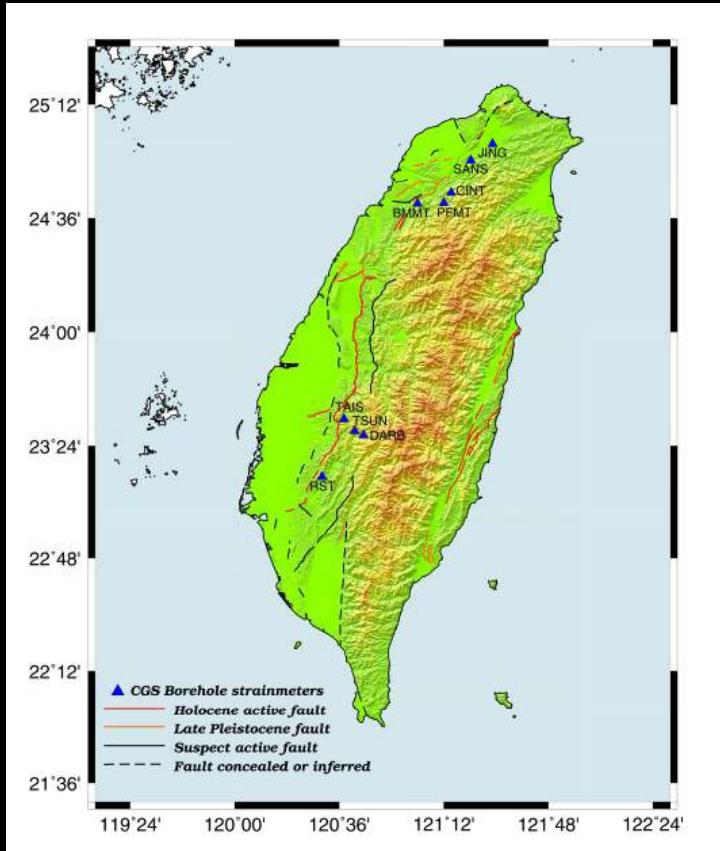 25°12'
JING
SANS
CINT
BMMT PFMT
24°36'
24°00'
TAIS
TSUN
DARB
23°24'
RST
22°48'
22°12'
CGS Borehole strainmeters
Holocene active fault
Late Pleistocene fault
Suspect active fault
Fault concealed or inferred
21°36'
119°24' 120°00' 120°36' 121°12' 121°48' 122°24'